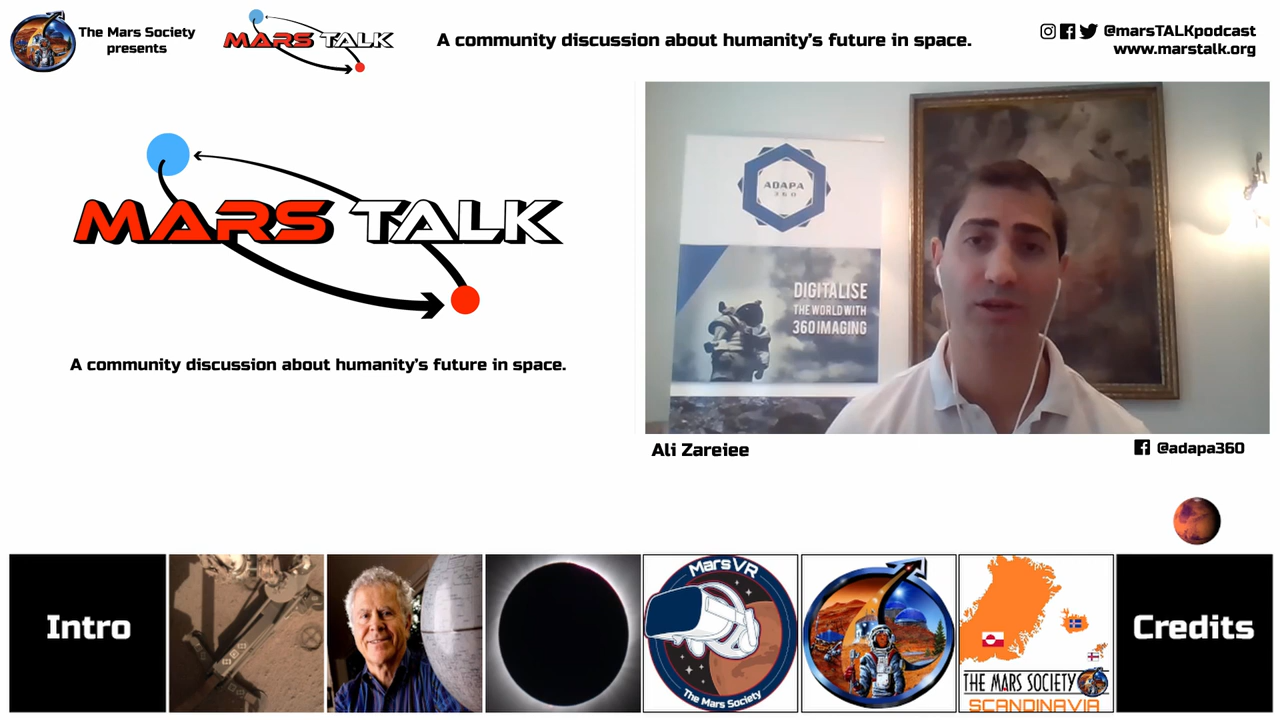 The Mars Society
presents
MARS TALK
A community discussion about humanity's future in space.
@marsTALKpodcast
www.marstalk.org
MARS TALK
A community discussion about humanity's future in space.
ADAPA
360
DIGITALISE
THE WORLD WITH
360 IMAGING
Ali Zareiee
@adapa360
Intro
MarsVR
The Mars Society
THE MARS SOCIETY
SCANDINAVIA
Credits